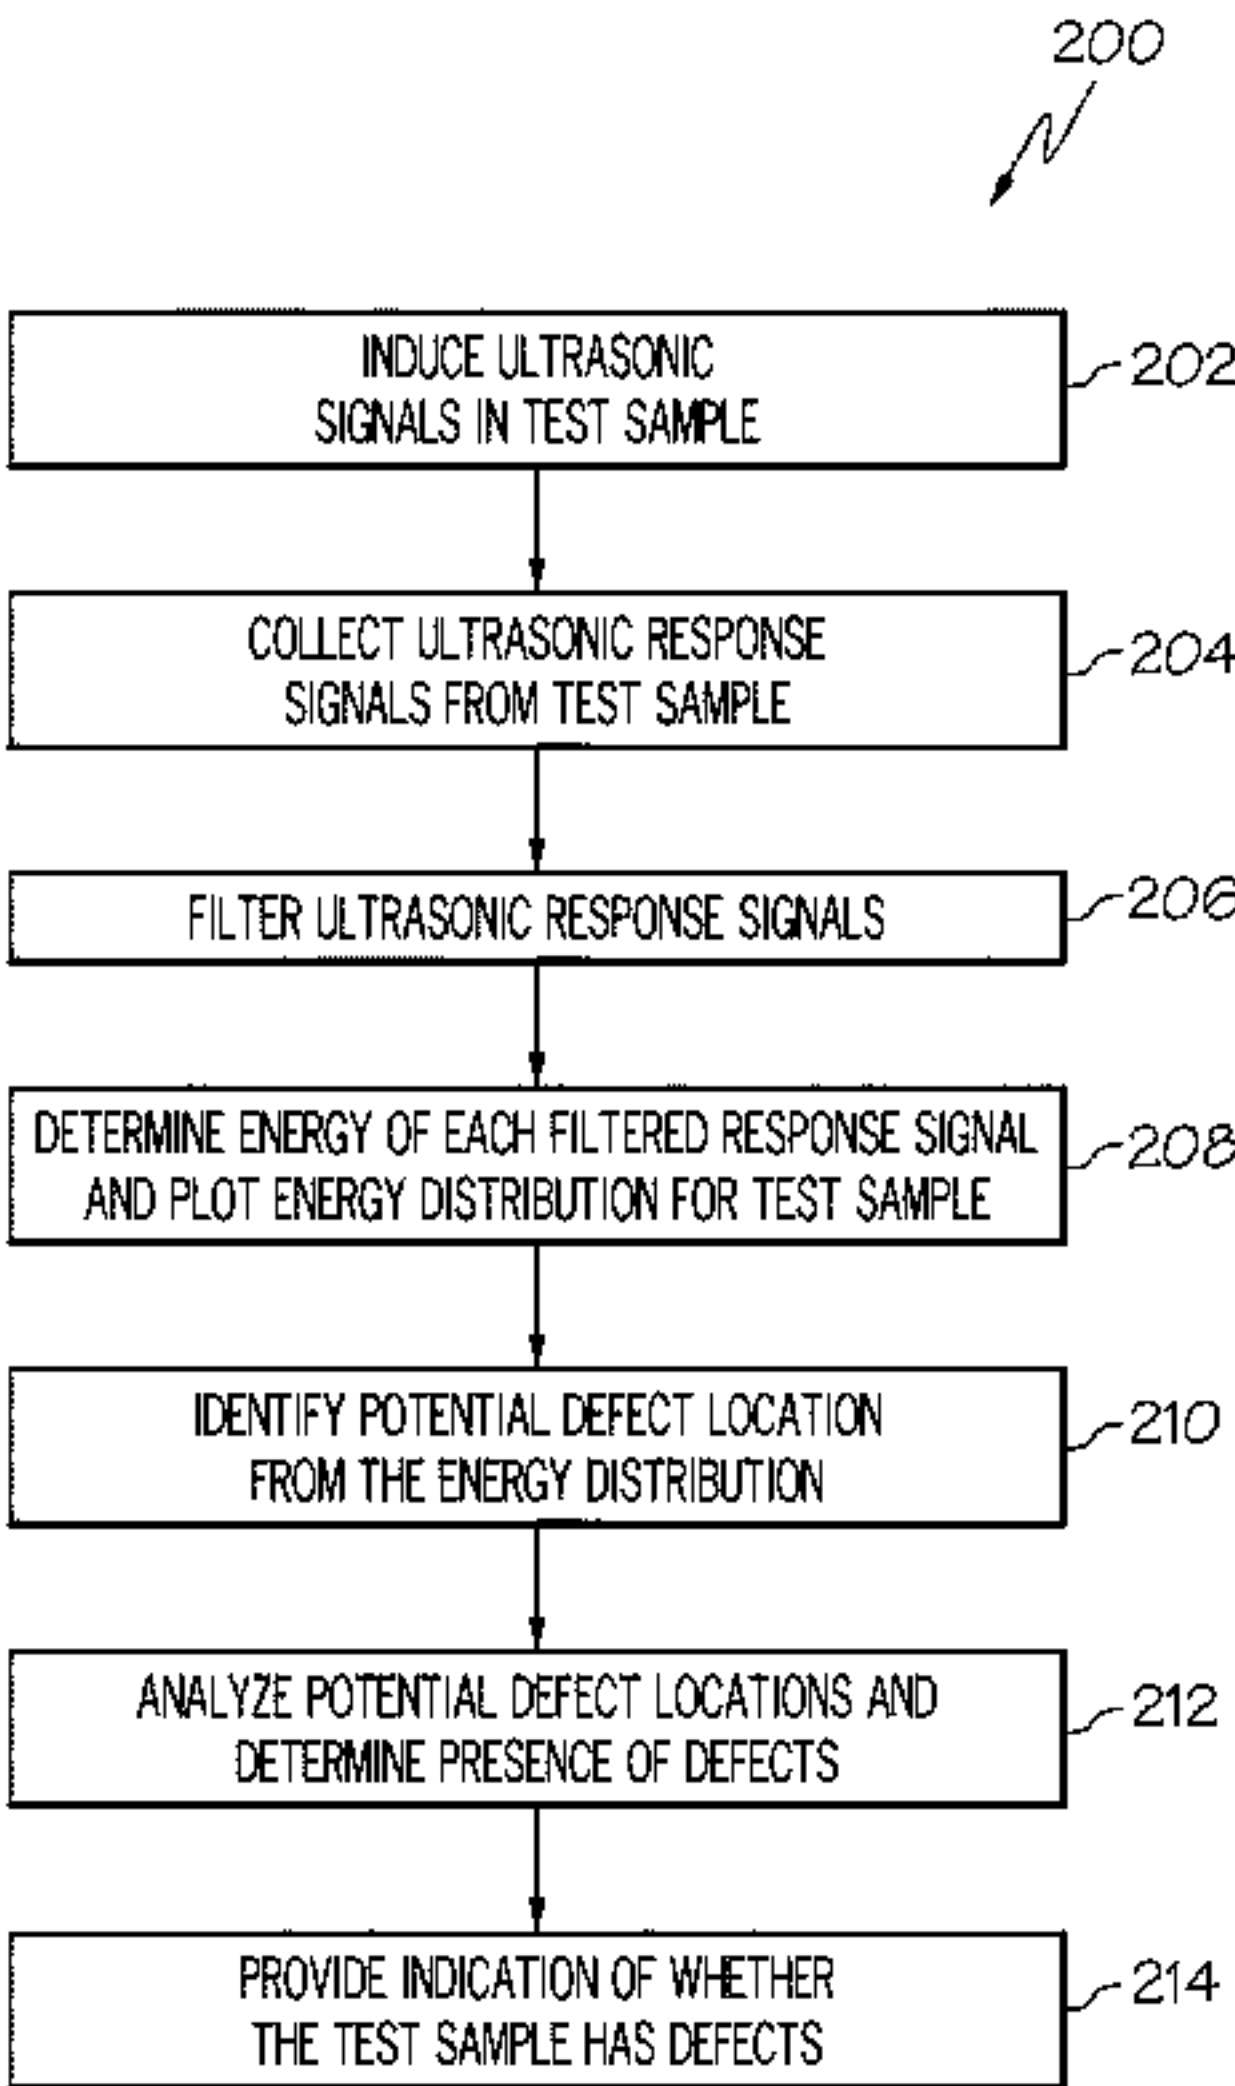 200
INDUCE ULTRASONIC
SIGNALS IN TEST SAMPLE
202
COLLECT ULTRASONIC RESPONSE
SIGNALS FROM TEST SAMPLE
204
FILTER ULTRASONIC RESPONSE SIGNALS
206
DETERMINE ENERGY OF EACH FILTERED RESPONSE SIGNAL
AND PLOT ENERGY DISTRIBUTION FOR TEST SAMPLE
208
IDENTIFY POTENTIAL DEFECT LOCATION
FROM THE ENERGY DISTRIBUTION
210
ANALYZE POTENTIAL DEFECT LOCATIONS AND
DETERMINE PRESENCE OF DEFECTS
212
PROVIDE INDICATION OF WHETHER
THE TEST SAMPLE HAS DEFECTS
214